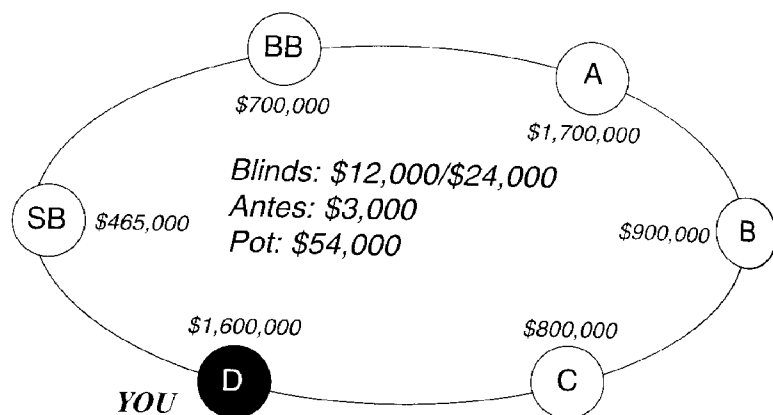 BB
$700,000
A
$1,700,000
Blinds: $12,000/$24,000
Antes: $3,000
Pot: $54,000
SB
$465,000
$900,000
B
$1,600,000
$800,000
D
C
YOU